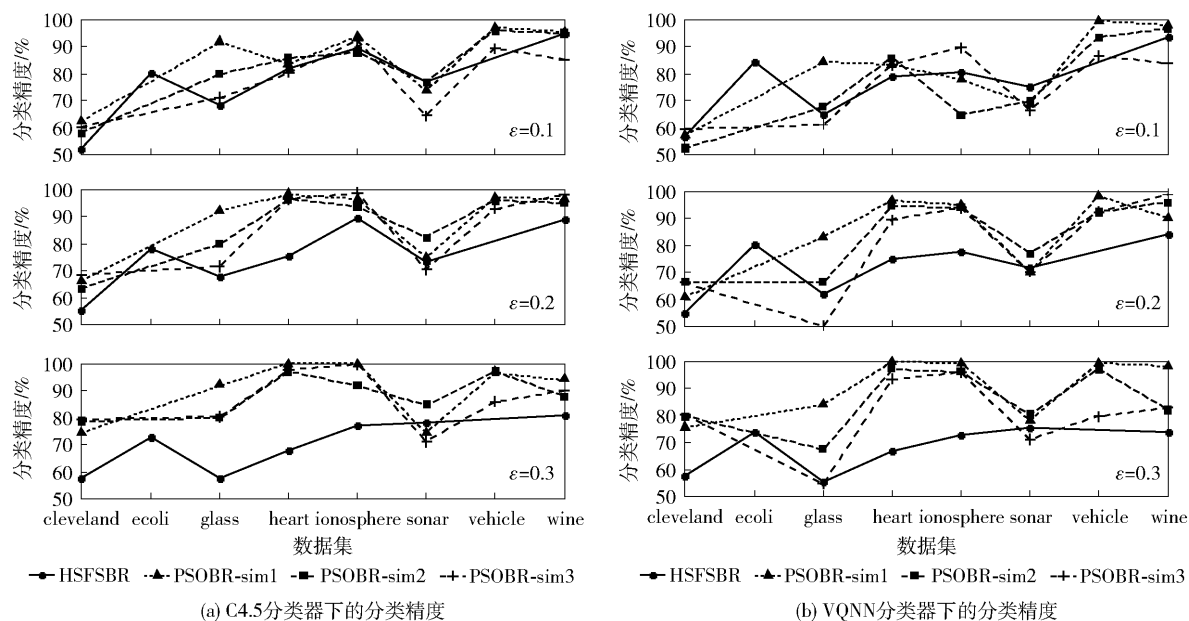 100
90
80
70
60
50
分类精度/%
ε=0.1
100
90
80
70
60
50
分类精度/%
ε=0.2
100
90
80
70
60
50
分类精度/%
ε=0.3
cleveland ecoli glass heart ionosphere sonar vehicle wine
数据集
HSFSBR PSOBR-sim1 PSOBR-sim2 PSOBR-sim3
(a) C4.5分类器下的分类精度
100
90
80
70
60
50
分类精度/%
ε=0.1
100
90
80
70
60
50
分类精度/%
ε=0.2
100
90
80
70
60
50
分类精度/%
ε=0.3
cleveland ecoli glass heart ionosphere sonar vehicle wine
数据集
HSFSBR PSOBR-sim1 PSOBR-sim2 PSOBR-sim3
(b) VQNN分类器下的分类精度